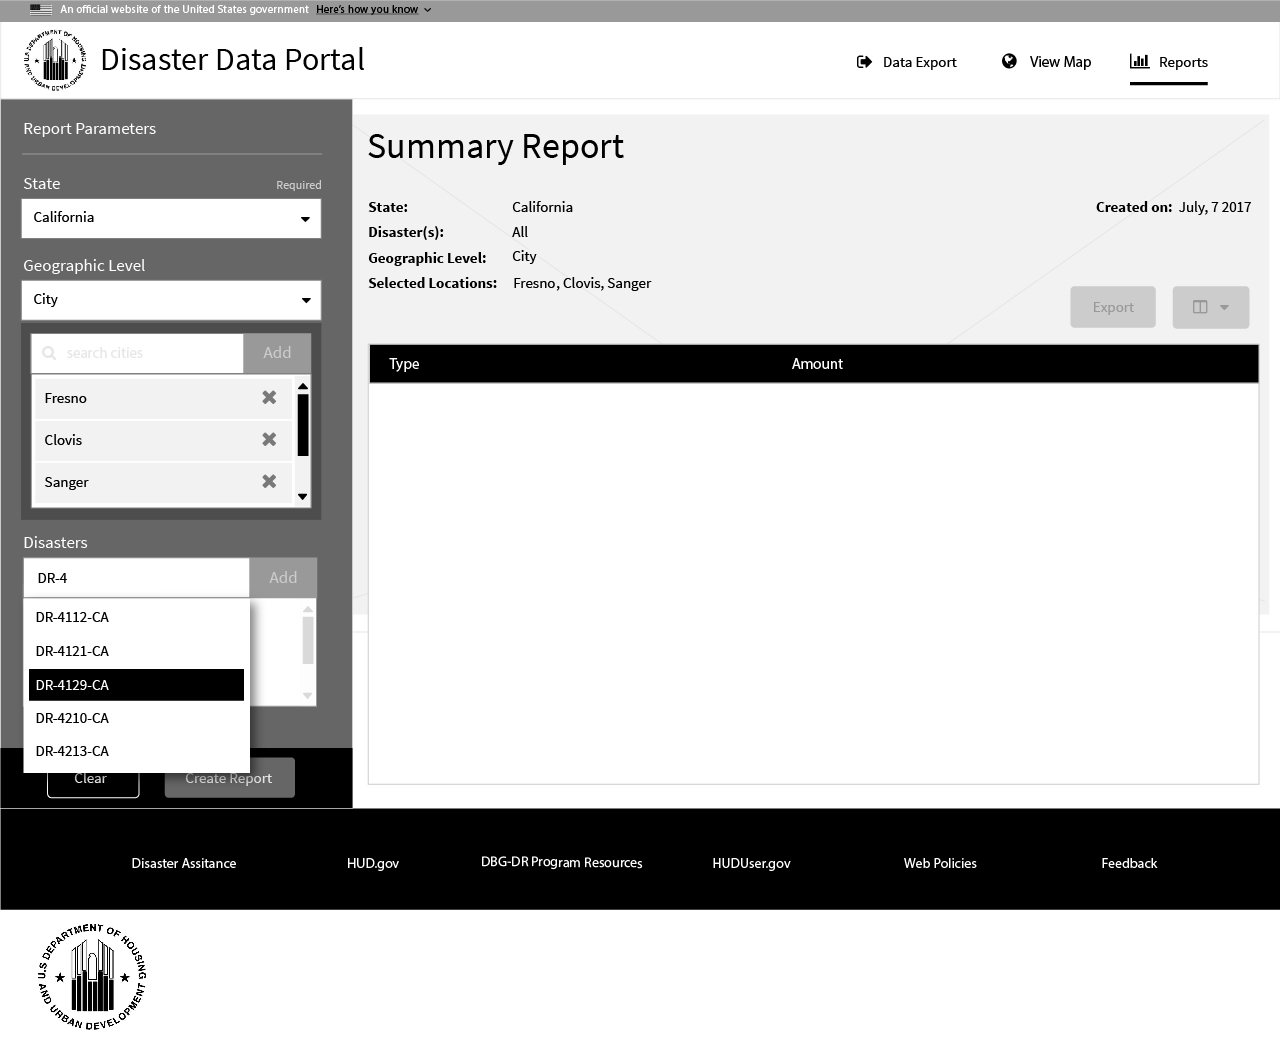 An official website of the United States government Here's how you know
U.S DEPARTMENT OF HOUSING
AND URBAN DEVELOPMENT
Disaster Data Portal
Data Export
View Map
Reports
Report Parameters
State
Required
California
Geographic Level
City
search cities
Add
Fresno
Clovis
Sanger
Disasters
DR-4
Add
DR-4112-CA
DR-4121-CA
DR-4129-CA
DR-4210-CA
DR-4213-CA
Clear
Create Report
Summary Report
State: California
Created on: July, 7 2017
Disaster(s): All
Geographic Level: City
Selected Locations: Fresno, Clovis, Sanger
Export
Type Amount
Disaster Assitance
HUD.gov
DBG-DR Program Resources
HUDUser.gov
Web Policies
Feedback
U.S DEPARTMENT OF HOUSING
AND URBAN DEVELOPMENT